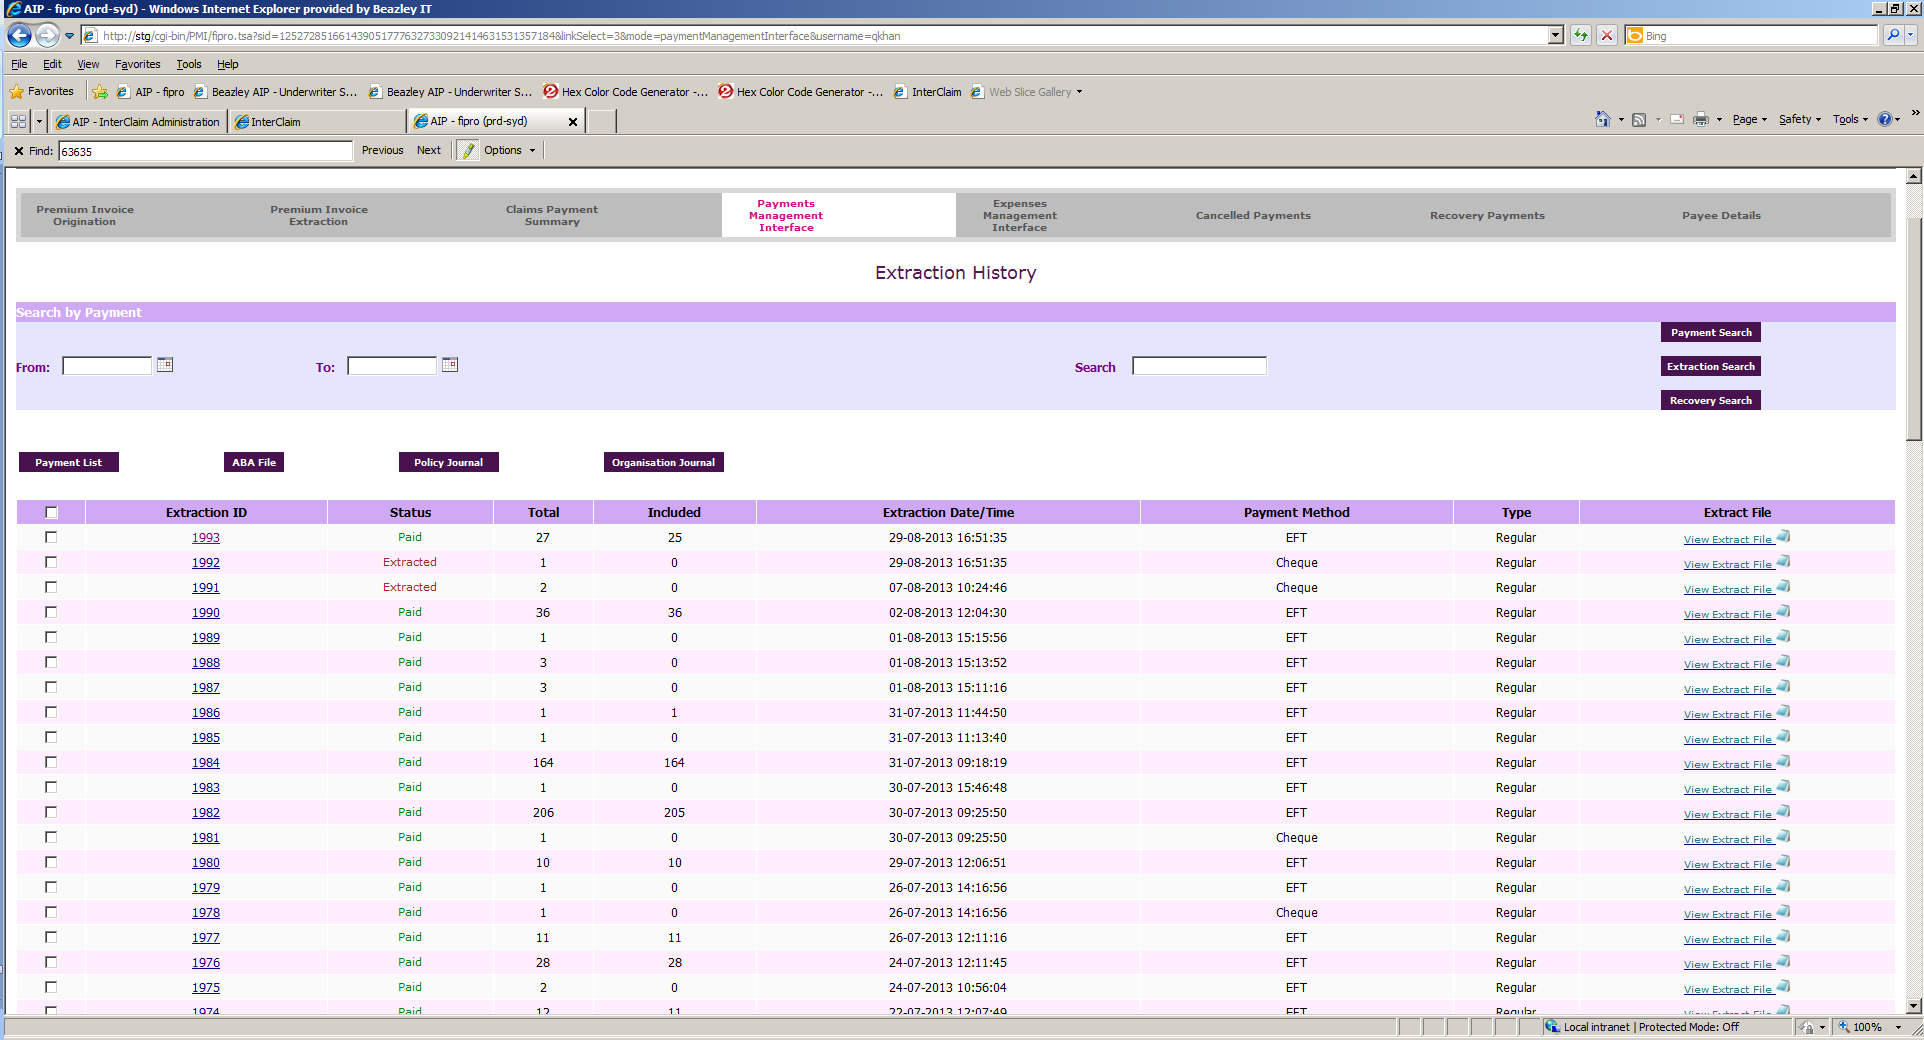 AIP - fipro (prd-syd) - Windows Internet Explorer provided by Beazley IT
http://stg/cgi-bin/PMI/fipro.tsa?sid=125272851661439051777632733092141463153135718​4&linkSelect=3&mode=paymentManagementInterface&username=qkhan
Bing
File Edit View Favorites Tools Help
Favorites AIP - fipro Beazley AIP - Underwriter S... Beazley AIP - Underwriter S... Hex Color Code Generator -... Hex Color Code Generator -... InterClaim Web Slice Gallery
AIP - InterClaim Administration InterClaim AIP - fipro (prd-syd) Page Safety Tools
Find: 63635 Previous Next Options
Premium Invoice Origination
Premium Invoice Extraction
Claims Payment Summary
Payments Management Interface
Expenses Management Interface
Cancelled Payments
Recovery Payments
Payee Details
Extraction History
Search by Payment
Payment Search
From: To: Search Extraction Search
Recovery Search
Payment List ABA File Policy Journal Organisation Journal
Extraction ID Status Total Included Extraction Date/Time Payment Method Type Extract File
1993 Paid 27 25 29-08-2013 16:51:35 EFT Regular View Extract File
1992 Extracted 1 0 29-08-2013 16:51:35 Cheque Regular View Extract File
1991 Extracted 2 0 07-08-2013 10:24:46 Cheque Regular View Extract File
1990 Paid 36 36 02-08-2013 12:04:30 EFT Regular View Extract File
1989 Paid 1 0 01-08-2013 15:15:56 EFT Regular View Extract File
1988 Paid 3 0 01-08-2013 15:13:52 EFT Regular View Extract File
1987 Paid 3 0 01-08-2013 15:11:16 EFT Regular View Extract File
1986 Paid 1 1 31-07-2013 11:44:50 EFT Regular View Extract File
1985 Paid 1 0 31-07-2013 11:13:40 EFT Regular View Extract File
1984 Paid 164 164 31-07-2013 09:18:19 EFT Regular View Extract File
1983 Paid 1 0 30-07-2013 15:46:48 EFT Regular View Extract File
1982 Paid 206 205 30-07-2013 09:25:50 EFT Regular View Extract File
1981 Paid 1 0 30-07-2013 09:25:50 Cheque Regular View Extract File
1980 Paid 10 10 29-07-2013 12:06:51 EFT Regular View Extract File
1979 Paid 1 0 26-07-2013 14:16:56 EFT Regular View Extract File
1978 Paid 1 0 26-07-2013 14:16:56 Cheque Regular View Extract File
1977 Paid 11 11 26-07-2013 12:11:16 EFT Regular View Extract File
1976 Paid 28 28 24-07-2013 12:11:45 EFT Regular View Extract File
1975 Paid 2 0 24-07-2013 10:56:04 EFT Regular View Extract File
1974 Paid 12 11 22-07-2013 12:07:49 EFT Regular View Extract File
Local intranet | Protected Mode: Off 100%